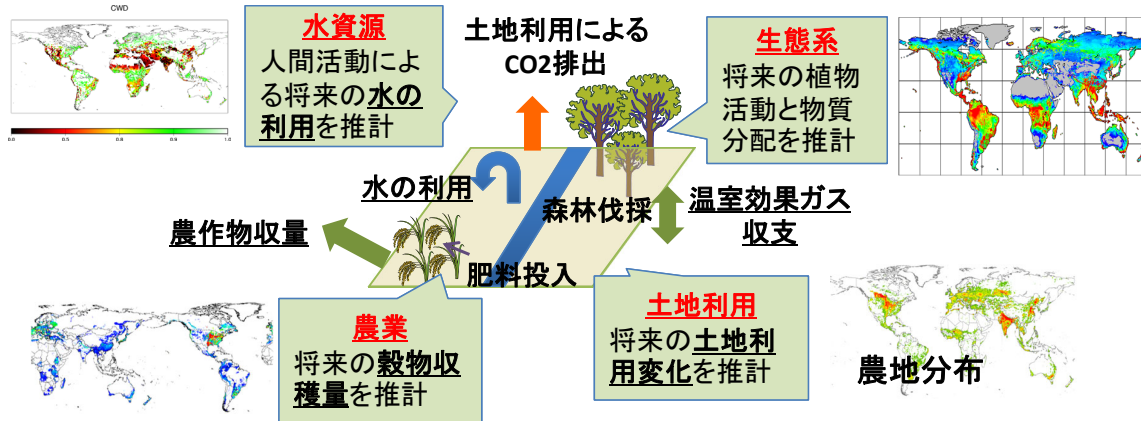 CWD
0.0
0.8
0.9
1.0
水資源
人間活動によ
る将来の水の
利用を推計
土地利用による
CO2排出
生態系
将来の植物
活動と物質
分配を推計
水の利用
森林伐採
温室効果ガス
収支
農作物収量
肥料投入
農業
将来の穀物収
穫量を推計
土地利用
将来の土地利
用変化を推計
農地分布